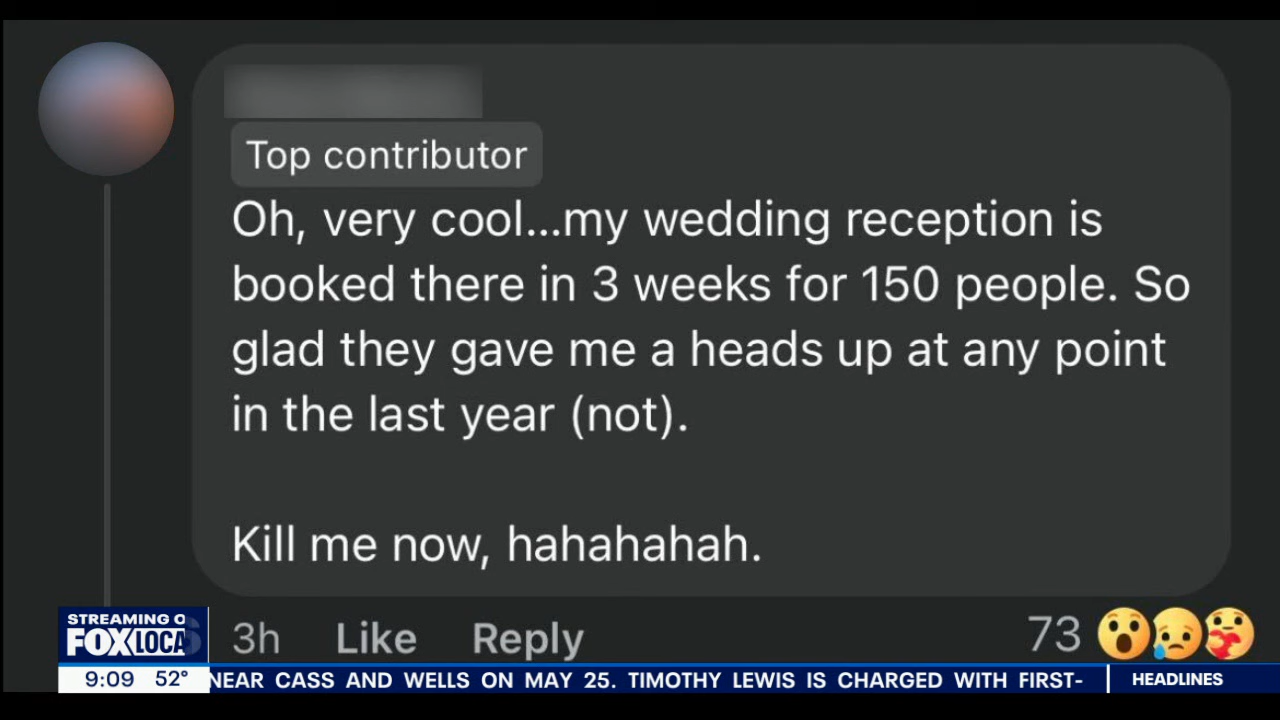 Top contributor
Oh, very cool...my wedding reception is
booked there in 3 weeks for 150 people. So
glad they gave me a heads up at any point
in the last year (not).
Kill me now, hahahahah.
3h Like Reply 73
STREAMING O
FOX LOCA
9:09 52° NEAR CASS AND WELLS ON MAY 25. TIMOTHY LEWIS IS CHARGED WITH FIRST- HEADLINES